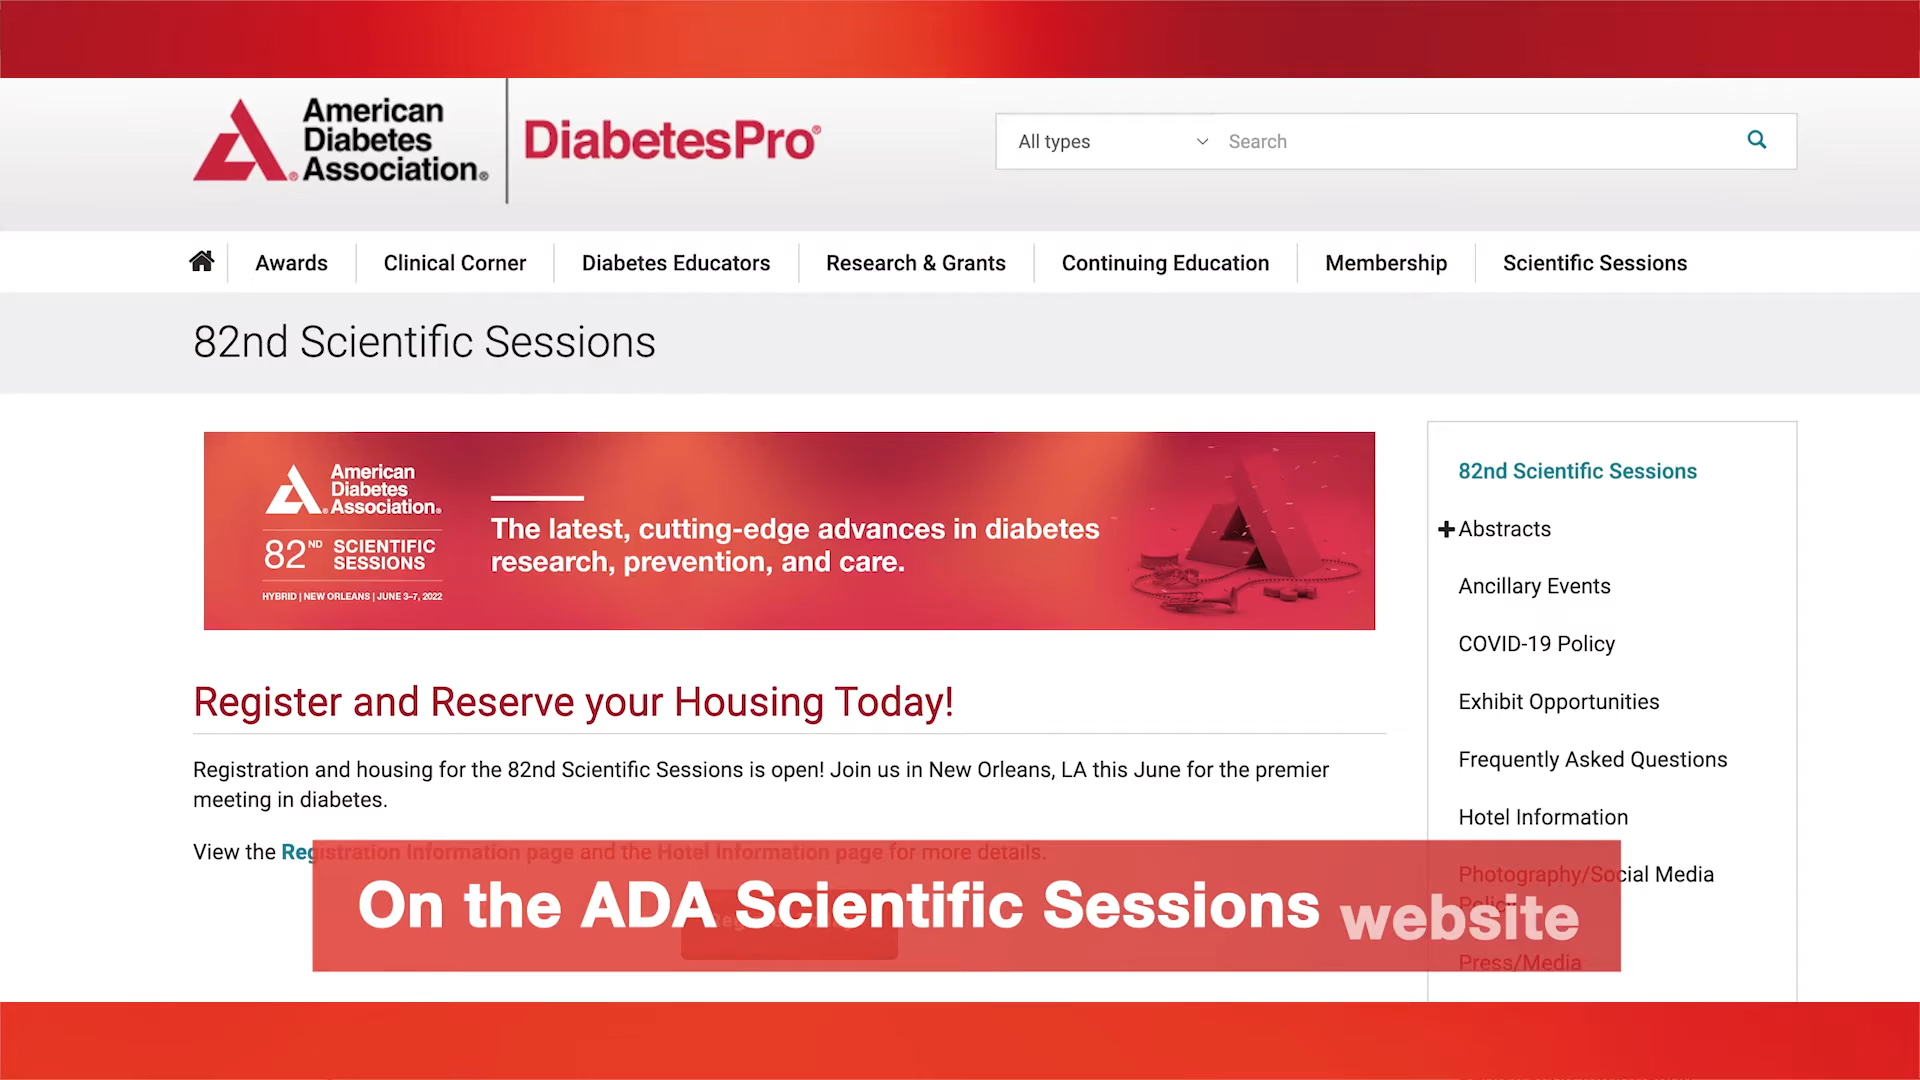 American
Diabetes
Association®
DiabetesPro®
All types
Search
Awards
Clinical Corner
Diabetes Educators
Research & Grants
Continuing Education
Membership
Scientific Sessions
82nd Scientific Sessions
American
Diabetes
Association®
82ND SCIENTIFIC
SESSIONS
HYBRID | NEW ORLEANS | JUNE 3–7, 2022
The latest, cutting-edge advances in diabetes
research, prevention, and care.
Register and Reserve your Housing Today!
Registration and housing for the 82nd Scientific Sessions is open! Join us in New Orleans, LA this June for the premier
meeting in diabetes.
View the Registration Information page and the Hotel Information page for more details.
82nd Scientific Sessions
Abstracts
Ancillary Events
COVID-19 Policy
Exhibit Opportunities
Frequently Asked Questions
Hotel Information
Photography/Social Media
Policy
Press/Media
On the ADA Scientific Sessions website